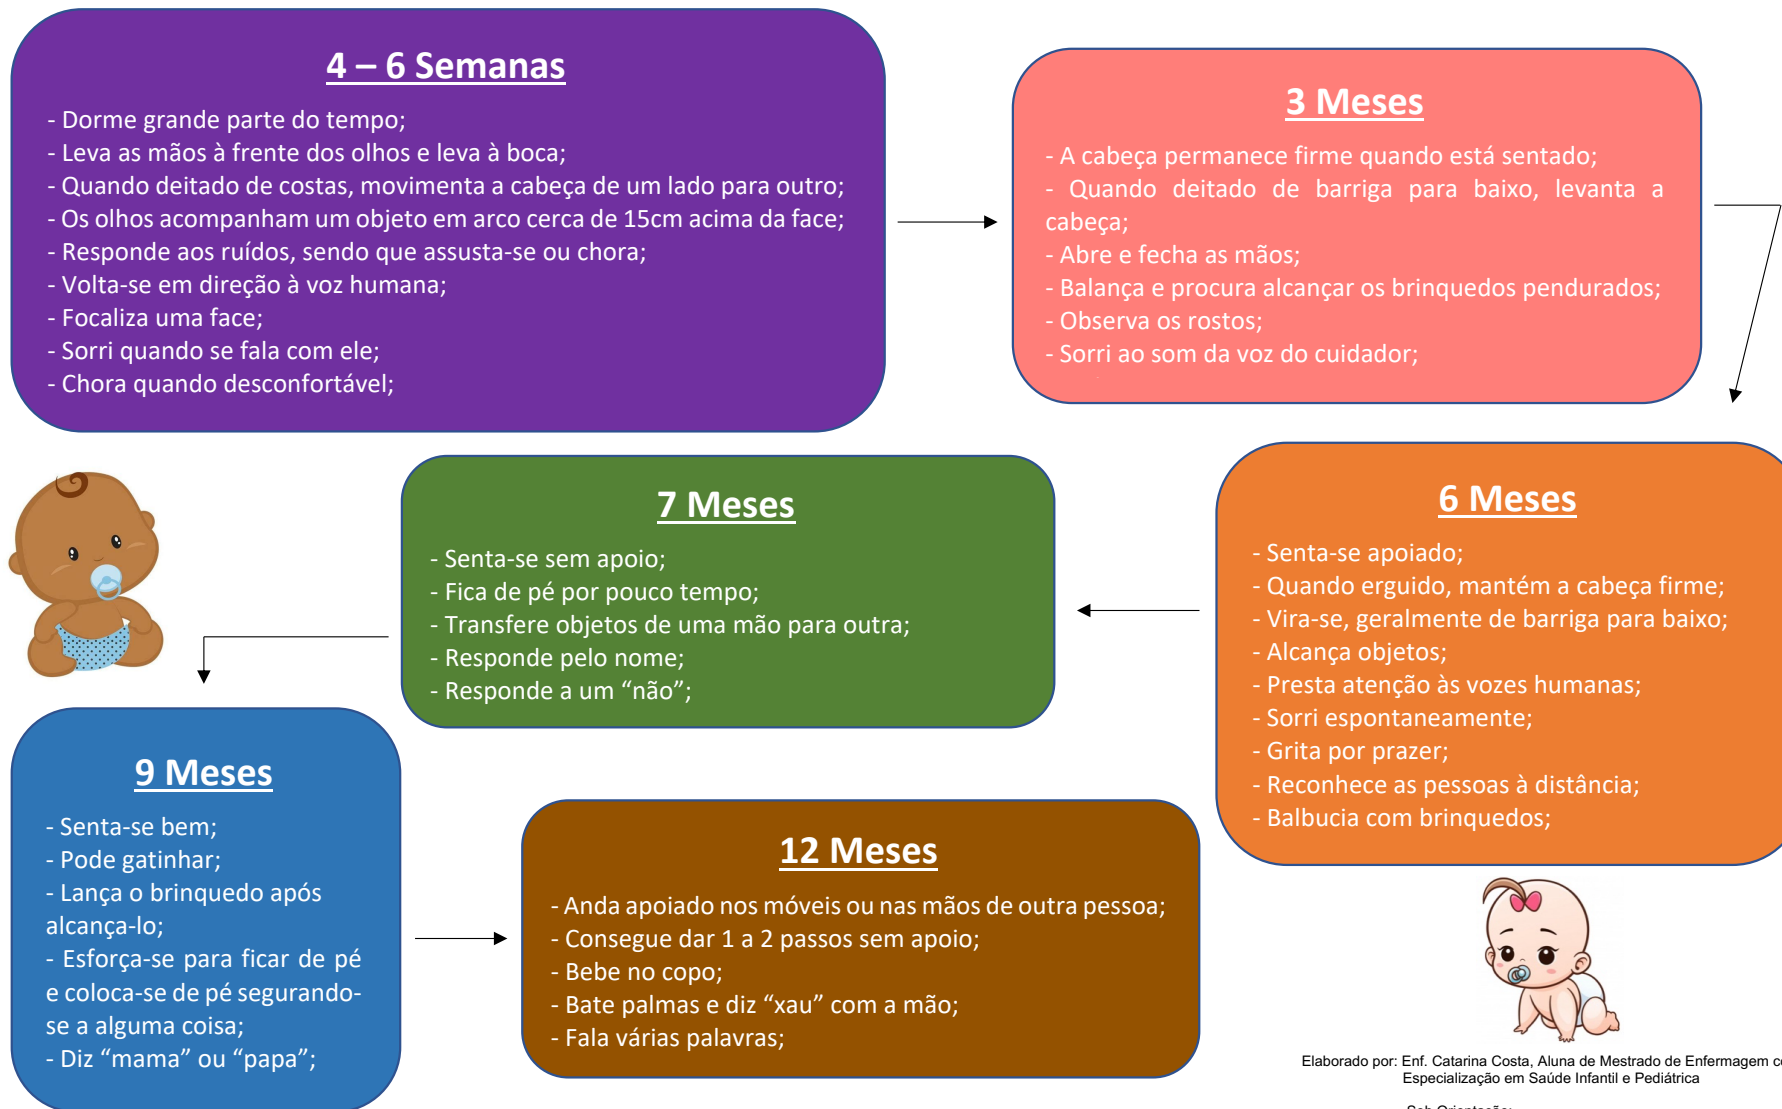 4 – 6 Semanas
- Dorme grande parte do tempo;
- Leva as mãos à frente dos olhos e leva à boca;
- Quando deitado de costas, movimenta a cabeça de um lado para outro;
- Os olhos acompanham um objeto em arco cerca de 15cm acima da face;
- Responde aos ruídos, sendo que assusta-se ou chora;
- Volta-se em direção à voz humana;
- Focaliza uma face;
- Sorri quando se fala com ele;
- Chora quando desconfortável;
3 Meses
- A cabeça permanece firme quando está sentado;
- Quando deitado de barriga para baixo, levanta a
cabeça;
- Abre e fecha as mãos;
- Balança e procura alcançar os brinquedos pendurados;
- Observa os rostos;
- Sorri ao som da voz do cuidador;
6 Meses
- Senta-se apoiado;
- Quando erguido, mantém a cabeça firme;
- Vira-se, geralmente de barriga para baixo;
- Alcança objetos;
- Presta atenção às vozes humanas;
- Sorri espontaneamente;
- Grita por prazer;
- Reconhece as pessoas à distância;
- Balbucia com brinquedos;
7 Meses
- Senta-se sem apoio;
- Fica de pé por pouco tempo;
- Transfere objetos de uma mão para outra;
- Responde pelo nome;
- Responde a um “não”;
9 Meses
- Senta-se bem;
- Pode gatinhar;
- Lança o brinquedo após
alcança-lo;
- Esforça-se para ficar de pé
e coloca-se de pé segurando-
se a alguma coisa;
- Diz “mama” ou “papa”;
12 Meses
- Anda apoiado nos móveis ou nas mãos de outra pessoa;
- Consegue dar 1 a 2 passos sem apoio;
- Bebe no copo;
- Bate palmas e diz “xau” com a mão;
- Fala várias palavras;
Elaborado por: Enf. Catarina Costa, Aluna de Mestrado de Enfermagem
Especialização em Saúde Infantil e Pediátrica
Sob Orientação: